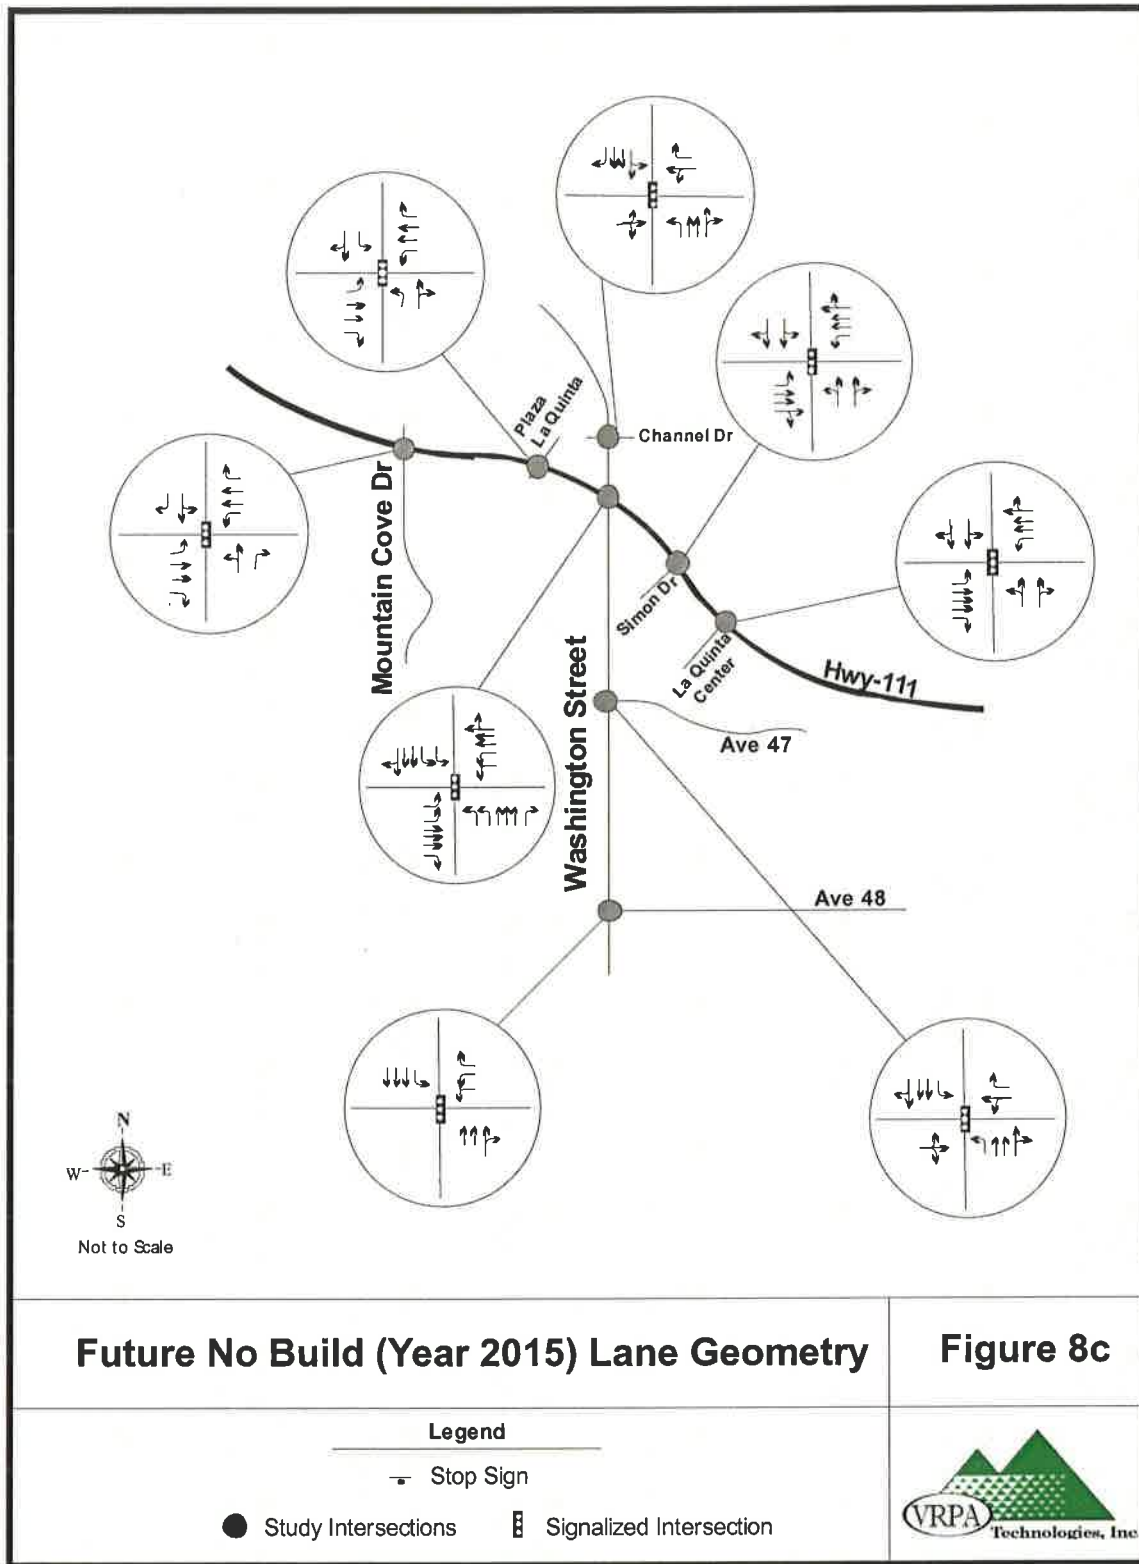 Plaza
La Quinta
Channel Dr
Mountain Cove Dr
Simon Dr
La Quinta
Center
Hwy-111
Washington Street
Ave 47
Ave 48
N
W
E
S
Not to Scale
Future No Build (Year 2015) Lane Geometry
Figure 8c
Legend
Stop Sign
Study Intersections
Signalized Intersection
VRPA
Technologies, Inc.